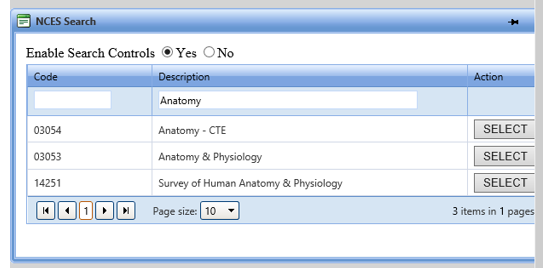 NCES Search
Enable Search Controls Yes No
Code Description Action
Anatomy
03054 Anatomy - CTE SELECT
03053 Anatomy & Physiology SELECT
14251 Survey of Human Anatomy & Physiology SELECT
1 Page size: 10 3 items in 1 pages